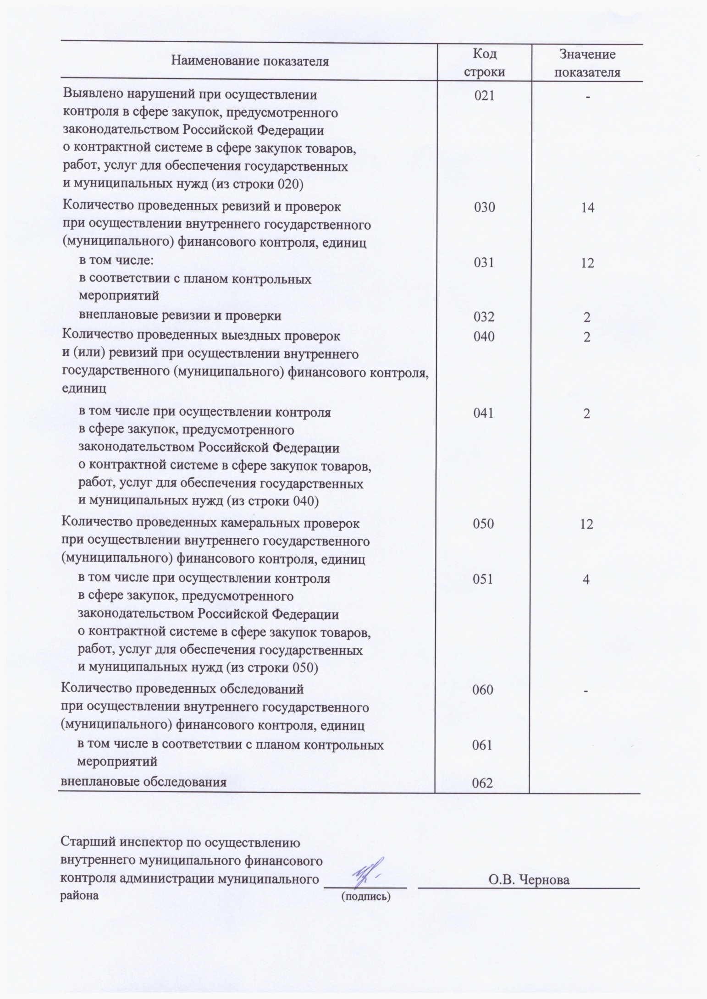 Наименование показателя
Код
строки
Значение
показателя
Выявлено нарушений при осуществлении 021 -
контроля в сфере закупок, предусмотренного
законодательством Российской Федерации
о контрактной системе в сфере закупок товаров,
работ, услуг для обеспечения государственных
и муниципальных нужд (из строки 020)
Количество проведенных ревизий и проверок 030 14
при осуществлении внутреннего государственного
(муниципального) финансового контроля, единиц
в том числе: 031 12
в соответствии с планом контрольных
мероприятий
внеплановые ревизии и проверки 032 2
Количество проведенных выездных проверок 040 2
и (или) ревизий при осуществлении внутреннего
государственного (муниципального) финансового контроля,
единиц
в том числе при осуществлении контроля 041 2
в сфере закупок, предусмотренного
законодательством Российской Федерации
о контрактной системе в сфере закупок товаров,
работ, услуг для обеспечения государственных
и муниципальных нужд (из строки 040)
Количество проведенных камеральных проверок 050 12
при осуществлении внутреннего государственного
(муниципального) финансового контроля, единиц
в том числе при осуществлении контроля 051 4
в сфере закупок, предусмотренного
законодательством Российской Федерации
о контрактной системе в сфере закупок товаров,
работ, услуг для обеспечения государственных
и муниципальных нужд (из строки 050)
Количество проведенных обследований 060 -
при осуществлении внутреннего государственного
(муниципального) финансового контроля, единиц
в том числе в соответствии с планом контрольных 061
мероприятий
внеплановые обследования 062
Старший инспектор по осуществлению
внутреннего муниципального финансового
контроля администрации муниципального О.В. Чернова
района (подпись)